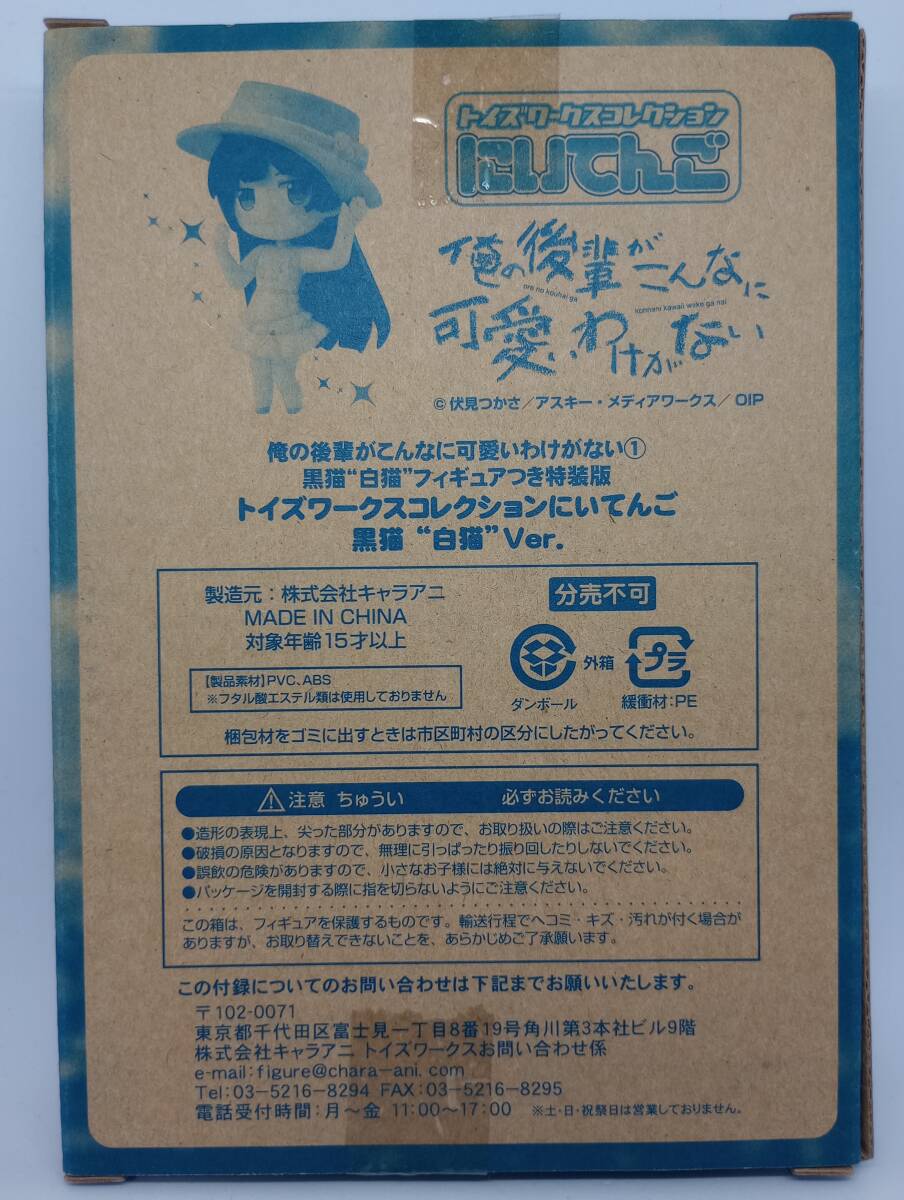 トイズワークスコレクション
にいてんご
俺の後輩がこんなに
ore no kouhai ga
konnani kawaii wake ga nai
可愛いわけがない
©伏見つかさ/アスキー・メディアワークス/OIP
俺の後輩がこんなに可愛いわけがない①
黒猫“白猫”フィギュアつき特装版
トイズワークスコレクションにいてんご
黒猫 “白猫”Ver.
製造元:株式会社キャラアニ
MADE IN CHINA
対象年齢15才以上
分売不可
【製品素材】PVC、ABS
※フタル酸エステル類は使用しておりません
ダンボール
外箱
プラ
緩衝材:PE
梱包材をゴミに出すときは市区町村の区分にしたがってください。
注意 ちゅうい 必ずお読みください
●造形の表現上、尖った部分がありますので、お取り扱いの際はご注意ください。
●破損の原因となりますので、無理に引っぱったり振り回したりしないでください。
●誤飲の危険がありますので、小さなお子様には絶対に与えないでください。
●パッケージを開封する際に指を切らないようにご注意ください。
この箱は、フィギュアを保護するものです。輸送行程でヘコミ・キズ・汚れが付く場合が
ありますが、お取り替えできないことを、あらかじめご了承願います。
この付録についてのお問い合わせは下記までお願いいたします。
〒102-0071
東京都千代田区富士見一丁目8番19号角川第3本社ビル9階
株式会社キャラアニ トイズワークスお問い合わせ係
e-mail:figure@chara-ani.com
Tel:03-5216-8294 FAX:03-5216-8295
電話受付時間:月～金 11:00～17:00 ※土・日・祝祭日は営業しておりません。